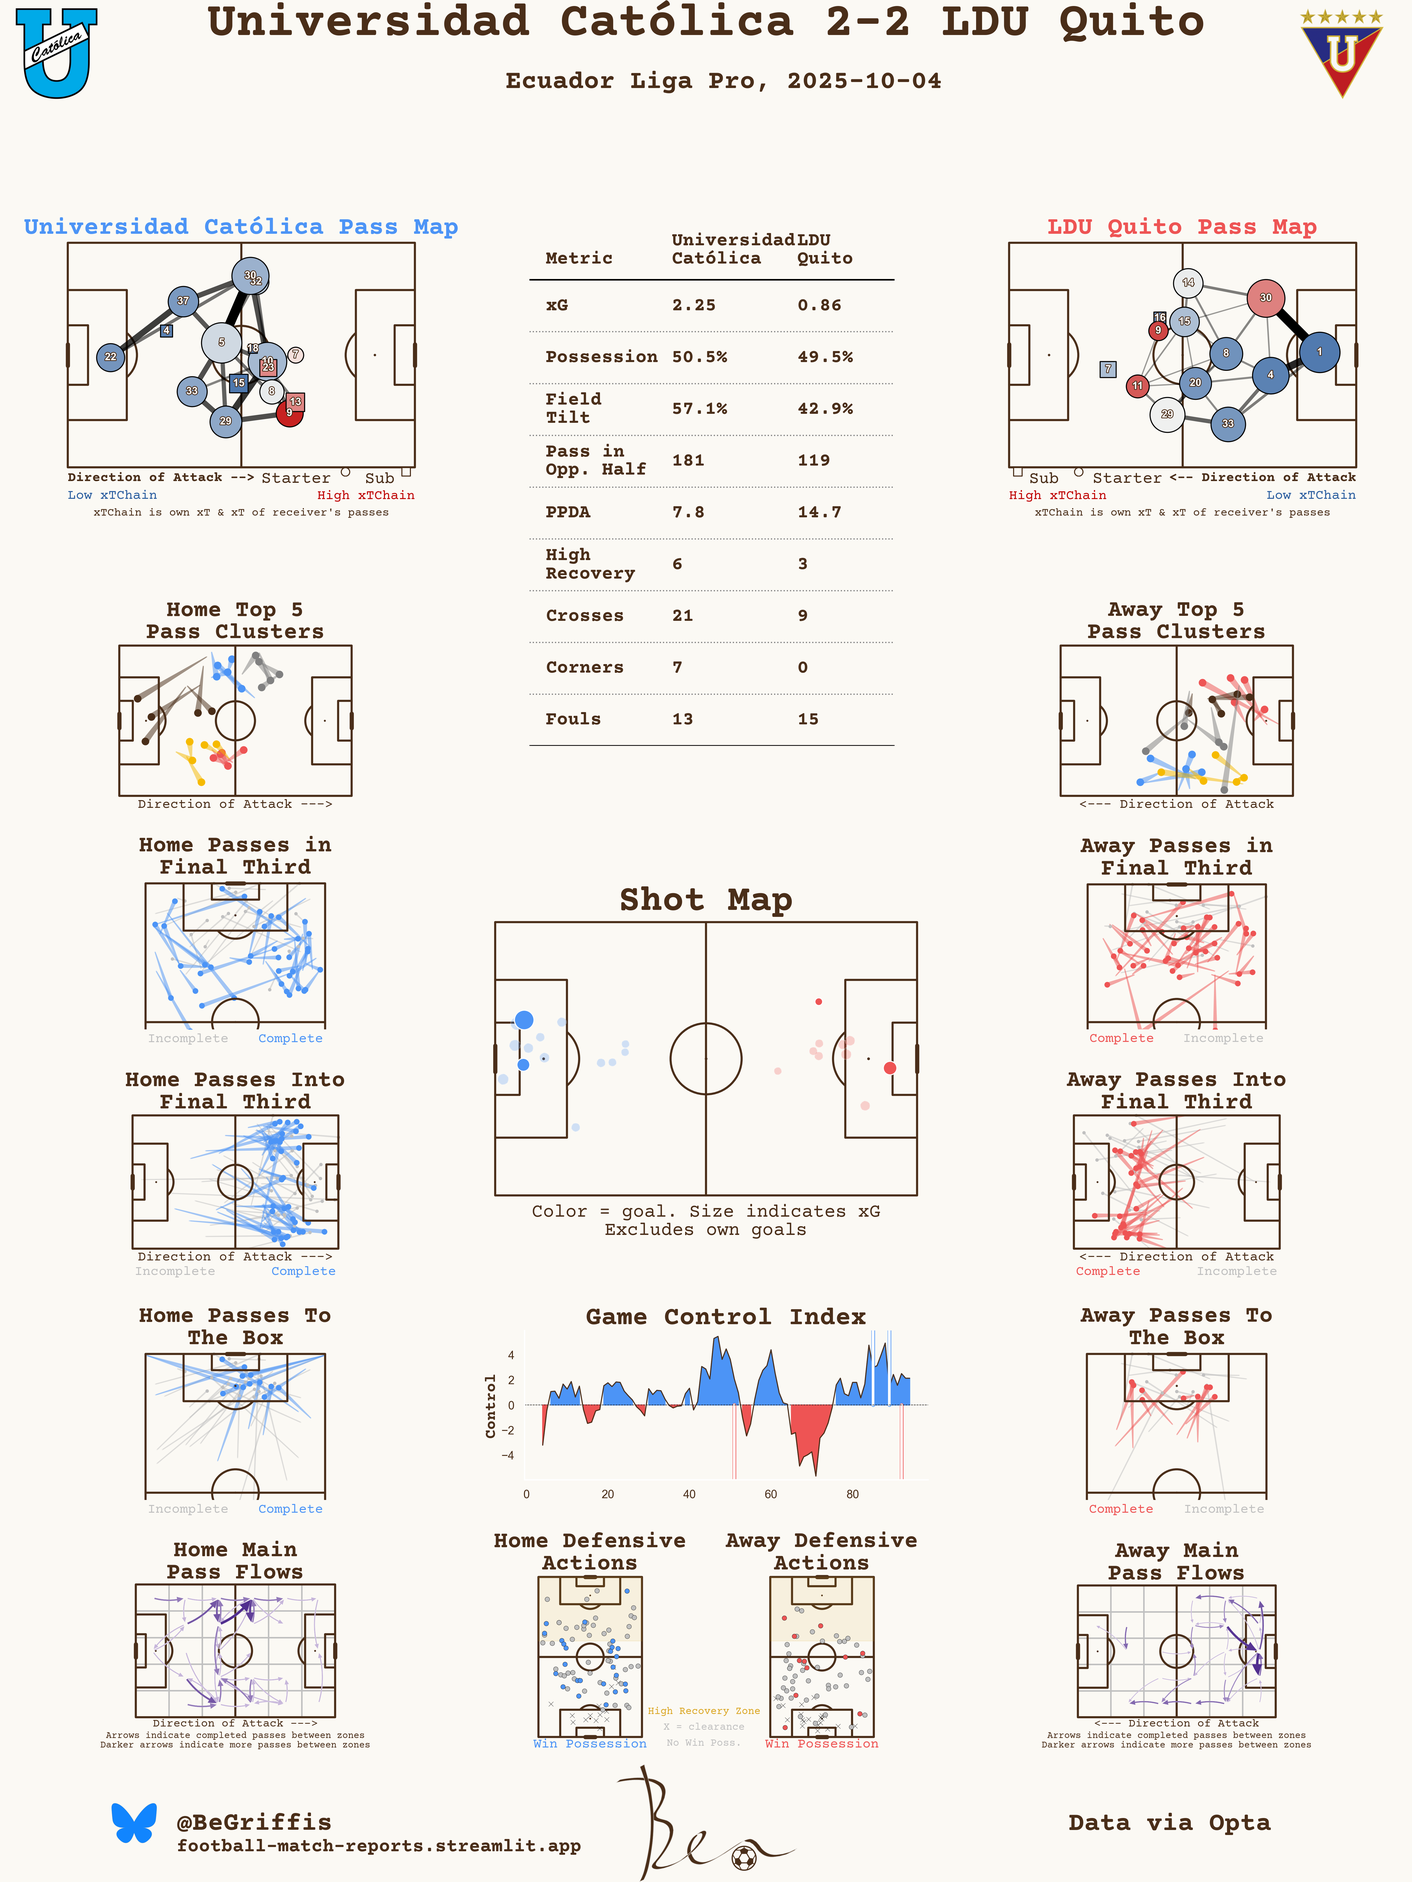 Universidad Católica 2-2 LDU Quito
Ecuador Liga Pro, 2025-10-04
Católica
U
U
Universidad Católica Pass Map
30
32
37
4
22
5
18
10
7
23
15
33
8
13
9
29
Direction of Attack --> Starter Sub
Low xTChain High xTChain
xTChain is own xT & xT of receiver's passes
Metric Universidad Católica LDU Quito
xG 2.25 0.86
Possession 50.5% 49.5%
Field Tilt 57.1% 42.9%
Pass in Opp. Half 181 119
PPDA 7.8 14.7
High Recovery 6 3
Crosses 21 9
Corners 7 0
Fouls 13 15
LDU Quito Pass Map
14
30
16
9
15
8
1
7
11
20
4
29
33
Sub Starter <-- Direction of Attack
High xTChain Low xTChain
xTChain is own xT & xT of receiver's passes
Home Top 5
Pass Clusters
Direction of Attack --->
Away Top 5
Pass Clusters
<--- Direction of Attack
Home Passes in
Final Third
Incomplete Complete
Away Passes in
Final Third
Complete Incomplete
Shot Map
Color = goal. Size indicates xG
Excludes own goals
Home Passes Into
Final Third
Direction of Attack --->
Incomplete Complete
Away Passes Into
Final Third
<--- Direction of Attack
Complete Incomplete
Home Passes To
The Box
Incomplete Complete
Game Control Index
Control
4
2
0
−2
−4
0 20 40 60 80
Away Passes To
The Box
Complete Incomplete
Home Main
Pass Flows
Direction of Attack --->
Arrows indicate completed passes between zones
Darker arrows indicate more passes between zones
Home Defensive
Actions
Win Possession
Away Defensive
Actions
Win Possession
High Recovery Zone
X = clearance
No Win Poss.
Away Main
Pass Flows
<--- Direction of Attack
Arrows indicate completed passes between zones
Darker arrows indicate more passes between zones
@BeGriffis
football-match-reports.streamlit.app
Ben
Data via Opta